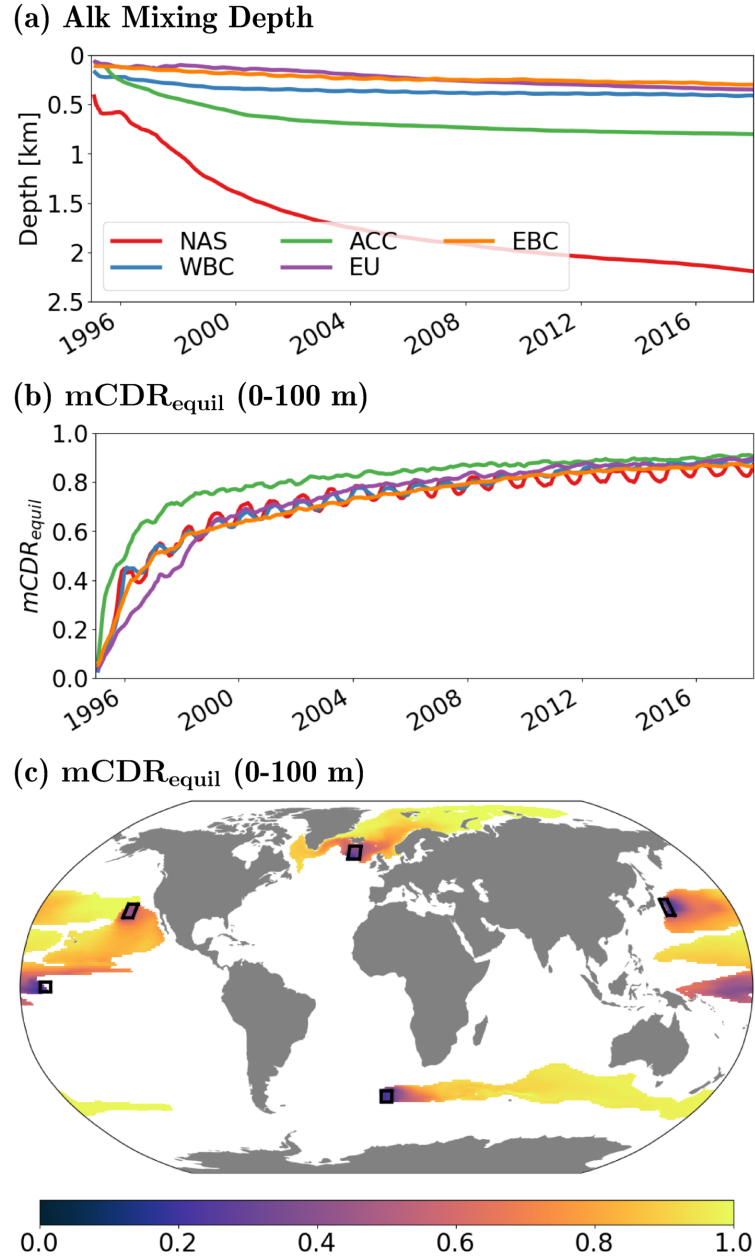 (a) Alk Mixing Depth
0
0.5
1
1.5
2
2.5
Depth [km]
NAS ACC EBC
WBC EU
1996 2000 2004 2008 2012 2016
(b) mCDRequil (0-100 m)
1.0
0.8
0.6
0.4
0.2
0.0
mCDRequil
1996 2000 2004 2008 2012 2016
(c) mCDRequil (0-100 m)
0.0 0.2 0.4 0.6 0.8 1.0